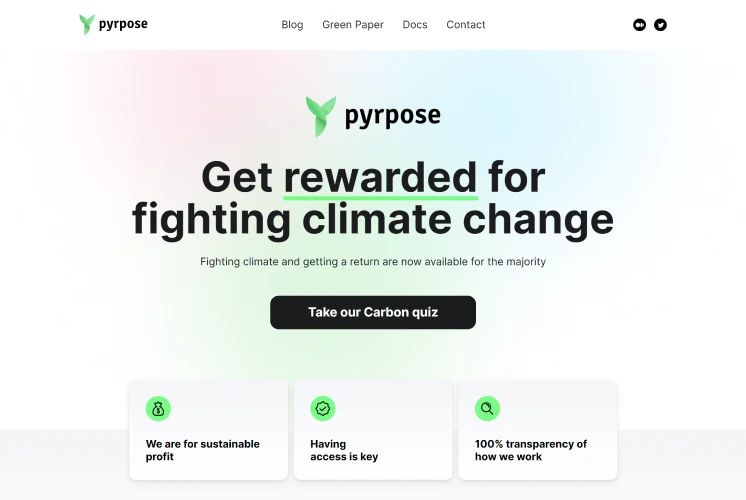 pyrpose
Blog Green Paper Docs Contact
pyrpose
Get rewarded for
fighting climate change
Fighting climate and getting a return are now available for the majority
Take our Carbon quiz
We are for sustainable
profit
Having
access is key
100% transparency of
how we work